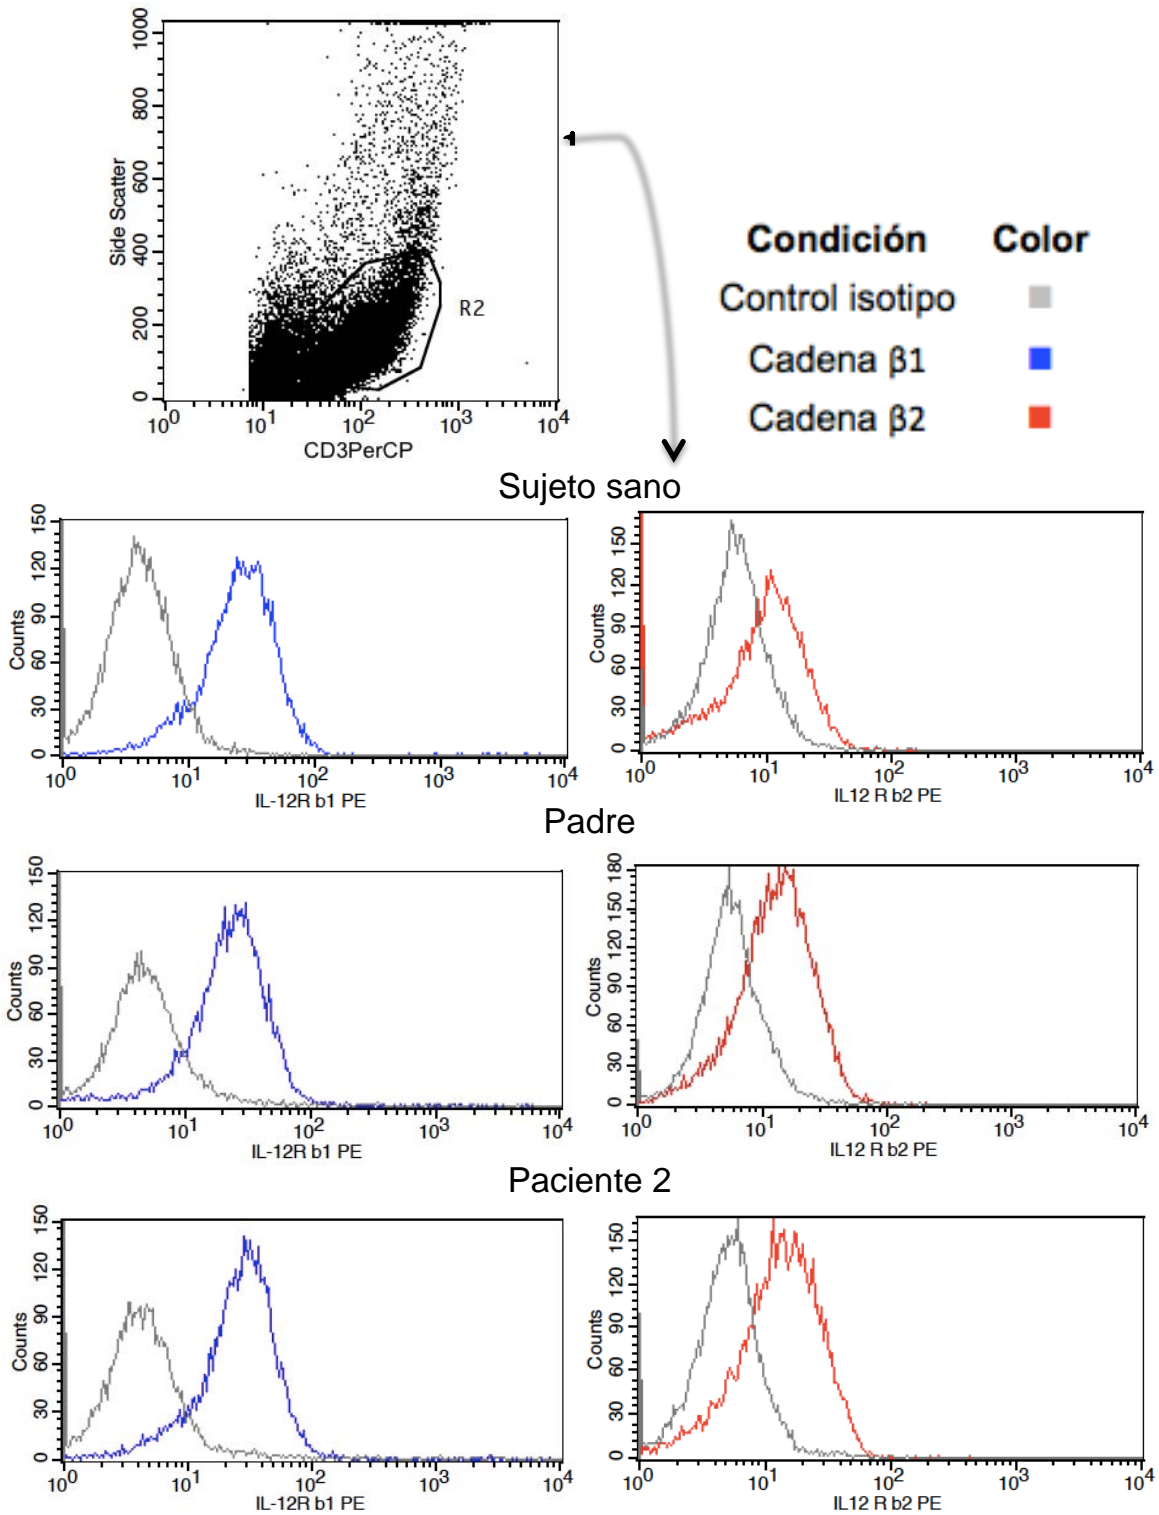 1000
800
600
400
200
0
Side Scatter
R2
10^0 10^1 10^2 10^3 10^4
CD3PerCP
Condición Color
Control isotipo
Cadena β1
Cadena β2
Sujeto sano
150
120
90
60
30
0
Counts
10^0 10^1 10^2 10^3 10^4
IL-12R b1 PE
150
120
90
60
30
0
Counts
10^0 10^1 10^2 10^3 10^4
IL12 R b2 PE
Padre
150
120
90
60
30
0
Counts
10^0 10^1 10^2 10^3 10^4
IL-12R b1 PE
180
150
120
90
60
30
0
Counts
10^0 10^1 10^2 10^3 10^4
IL12 R b2 PE
Paciente 2
150
120
90
60
30
0
Counts
10^0 10^1 10^2 10^3 10^4
IL-12R b1 PE
150
120
90
60
30
0
Counts
10^0 10^1 10^2 10^3 10^4
IL12 R b2 PE